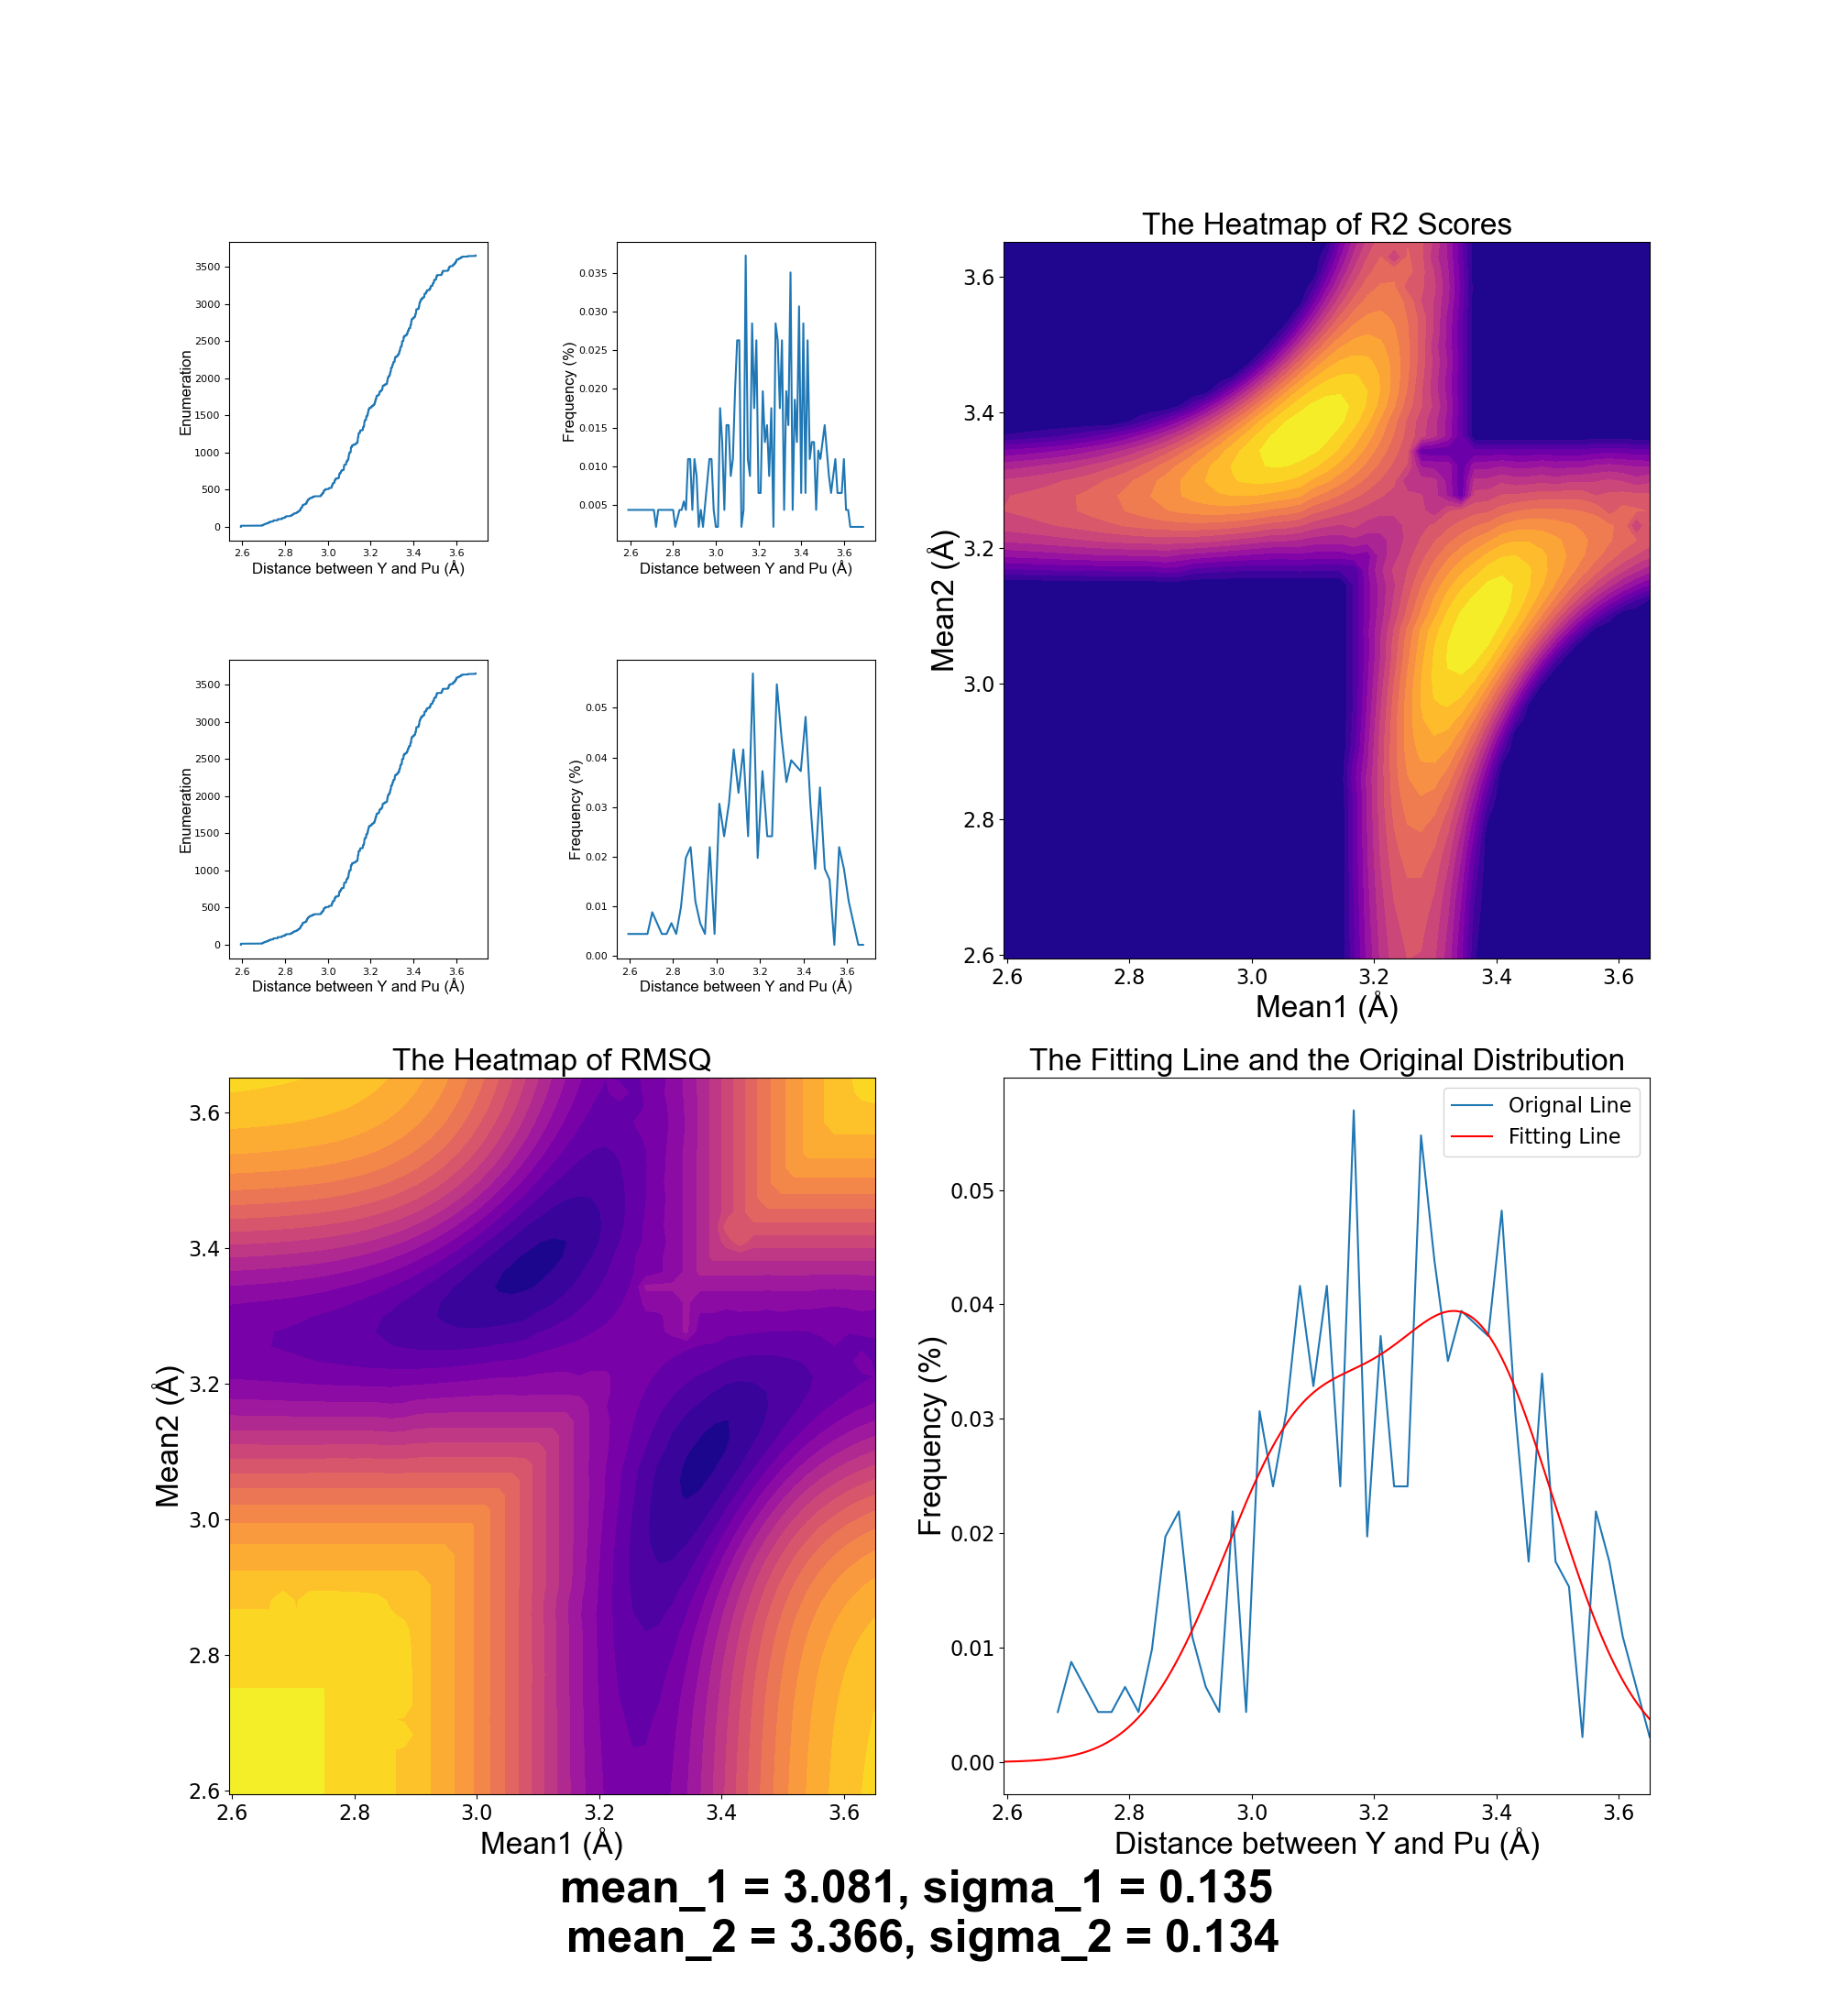 3500
3000
2500
2000
1500
1000
500
0
Enumeration
2.6 2.8 3.0 3.2 3.4 3.6
Distance between Y and Pu (Å)
0.035
0.030
0.025
0.020
0.015
0.010
0.005
Frequency (%)
2.6 2.8 3.0 3.2 3.4 3.6
Distance between Y and Pu (Å)
The Heatmap of R2 Scores
3.6
3.4
3.2
3.0
2.8
2.6
Mean2 (Å)
2.6 2.8 3.0 3.2 3.4 3.6
Mean1 (Å)
3500
3000
2500
2000
1500
1000
500
0
Enumeration
2.6 2.8 3.0 3.2 3.4 3.6
Distance between Y and Pu (Å)
0.05
0.04
0.03
0.02
0.01
0.00
Frequency (%)
2.6 2.8 3.0 3.2 3.4 3.6
Distance between Y and Pu (Å)
The Heatmap of RMSQ
3.6
3.4
3.2
3.0
2.8
2.6
Mean2 (Å)
2.6 2.8 3.0 3.2 3.4 3.6
Mean1 (Å)
The Fitting Line and the Original Distribution
Orignal Line
Fitting Line
0.05
0.04
0.03
0.02
0.01
0.00
Frequency (%)
2.6 2.8 3.0 3.2 3.4 3.6
Distance between Y and Pu (Å)
mean_1 = 3.081, sigma_1 = 0.135
mean_2 = 3.366, sigma_2 = 0.134